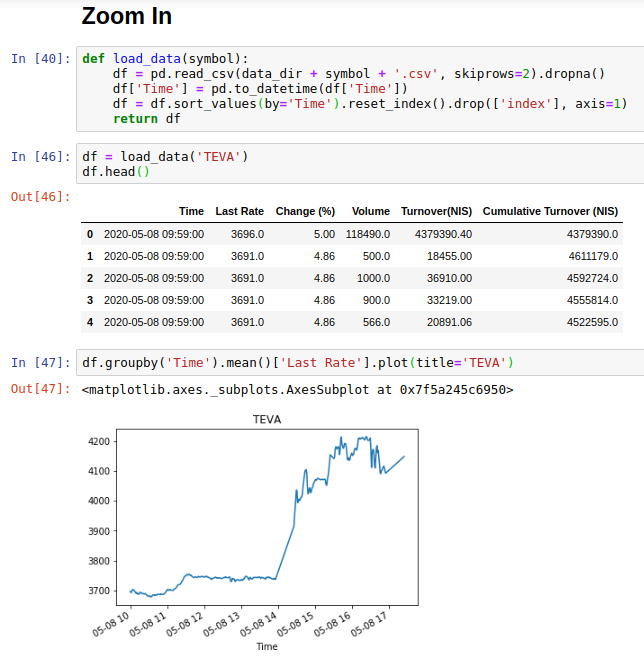 Zoom In
In [40]: def load_data(symbol):
df = pd.read_csv(data_dir + symbol + '.csv', skiprows=2).dropna()
df['Time'] = pd.to_datetime(df['Time'])
df = df.sort_values(by='Time').reset_index().drop(['index'], axis=1)
return df
In [46]: df = load_data('TEVA')
df.head()
Out[46]:
Time Last Rate Change (%) Volume Turnover(NIS) Cumulative Turnover (NIS)
0 2020-05-08 09:59:00 3696.0 5.00 118490.0 4379390.40 4379390.0
1 2020-05-08 09:59:00 3691.0 4.86 500.0 18455.00 4611179.0
2 2020-05-08 09:59:00 3691.0 4.86 1000.0 36910.00 4592724.0
3 2020-05-08 09:59:00 3691.0 4.86 900.0 33219.00 4555814.0
4 2020-05-08 09:59:00 3691.0 4.86 566.0 20891.06 4522595.0
In [47]: df.groupby('Time').mean()['Last Rate'].plot(title='TEVA')
Out[47]: <matplotlib.axes._subplots.AxesSubplot at 0x7f5a245c6950>
TEVA
4200
4100
4000
3900
3800
3700
05-08 10 05-08 11 05-08 12 05-08 13 05-08 14 05-08 15 05-08 16 05-08 17
Time